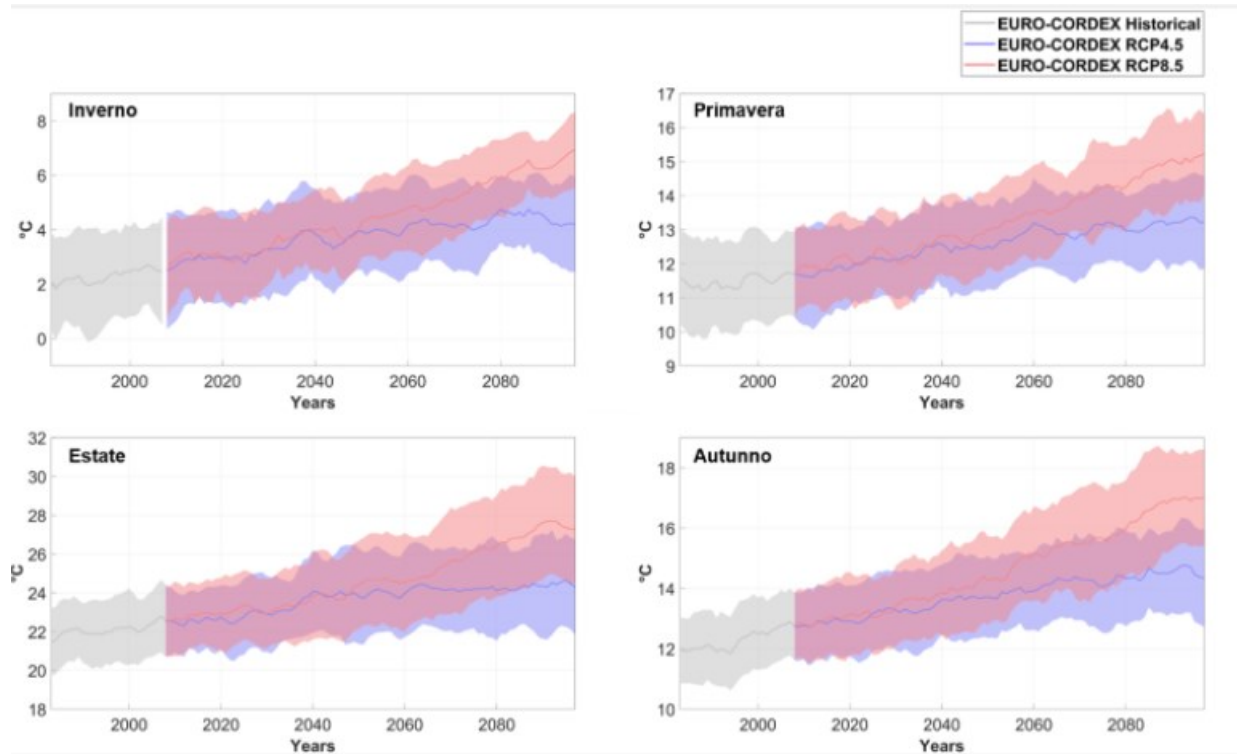 EURO-CORDEX Historical
EURO-CORDEX RCP4.5
EURO-CORDEX RCP8.5
Inverno
8
6
4
2
0
°C
2000 2020 2040 2060 2080
Years
Primavera
17
16
15
14
13
12
11
10
9
°C
2000 2020 2040 2060 2080
Years
Estate
32
30
28
26
24
22
20
18
°C
2000 2020 2040 2060 2080
Years
Autunno
18
16
14
12
10
°C
2000 2020 2040 2060 2080
Years